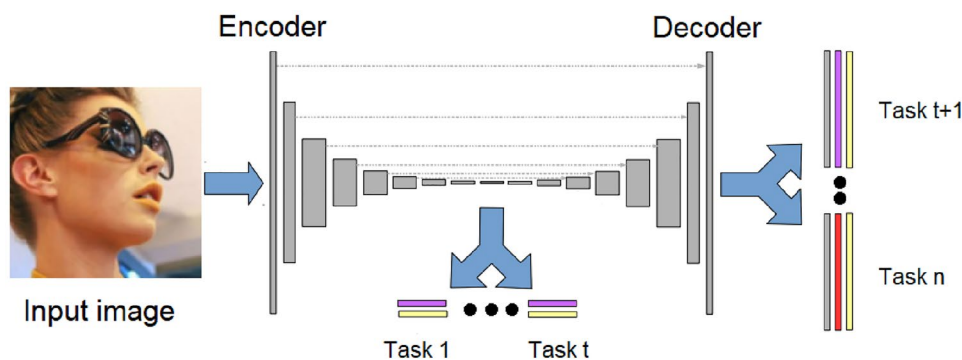 Encoder
Decoder
Task t+1
Task n
Input image
Task 1
Task t